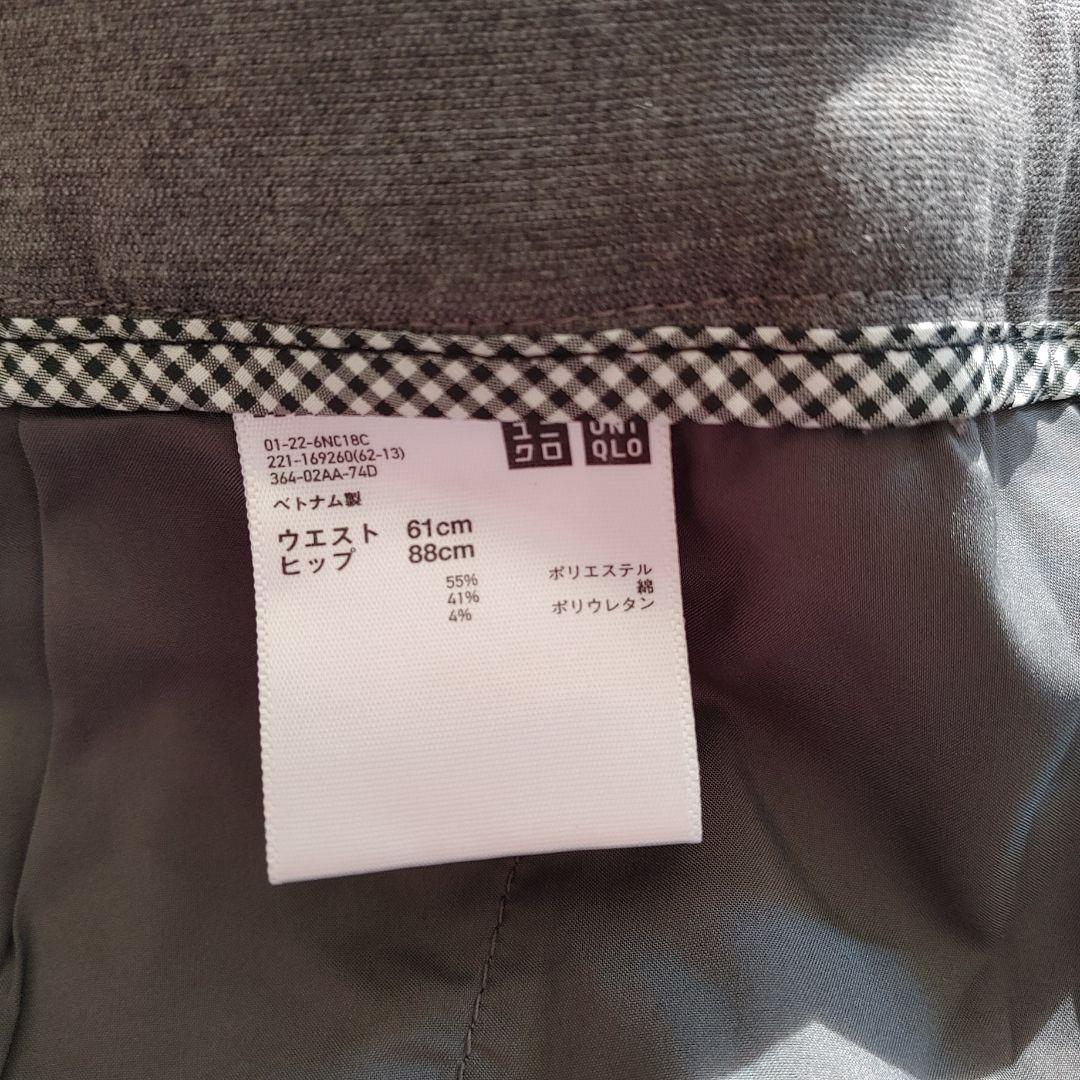 ユニクロ
UNIQLO
01-22-6NC18C
221-169260(62-13)
364-02AA-74D
ベトナム製
ウエスト 61cm
ヒップ 88cm
55% ポリエステル
41% 綿
4% ポリウレタン